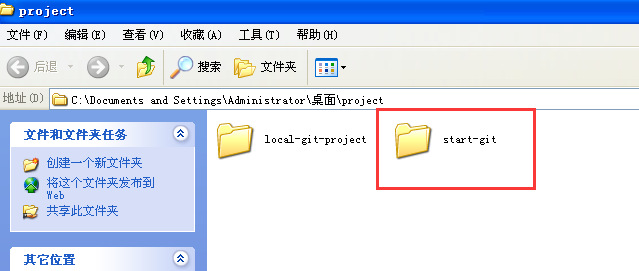 project
文件(F) 编辑(E) 查看(V) 收藏(A) 工具(T) 帮助(H)
后退 搜索 文件夹
地址(D) C:\Documents and Settings\Administrator\桌面\project
文件和文件夹任务
创建一个新文件夹
将这个文件夹发布到
Web
共享此文件夹
其它位置
local-git-project
start-git